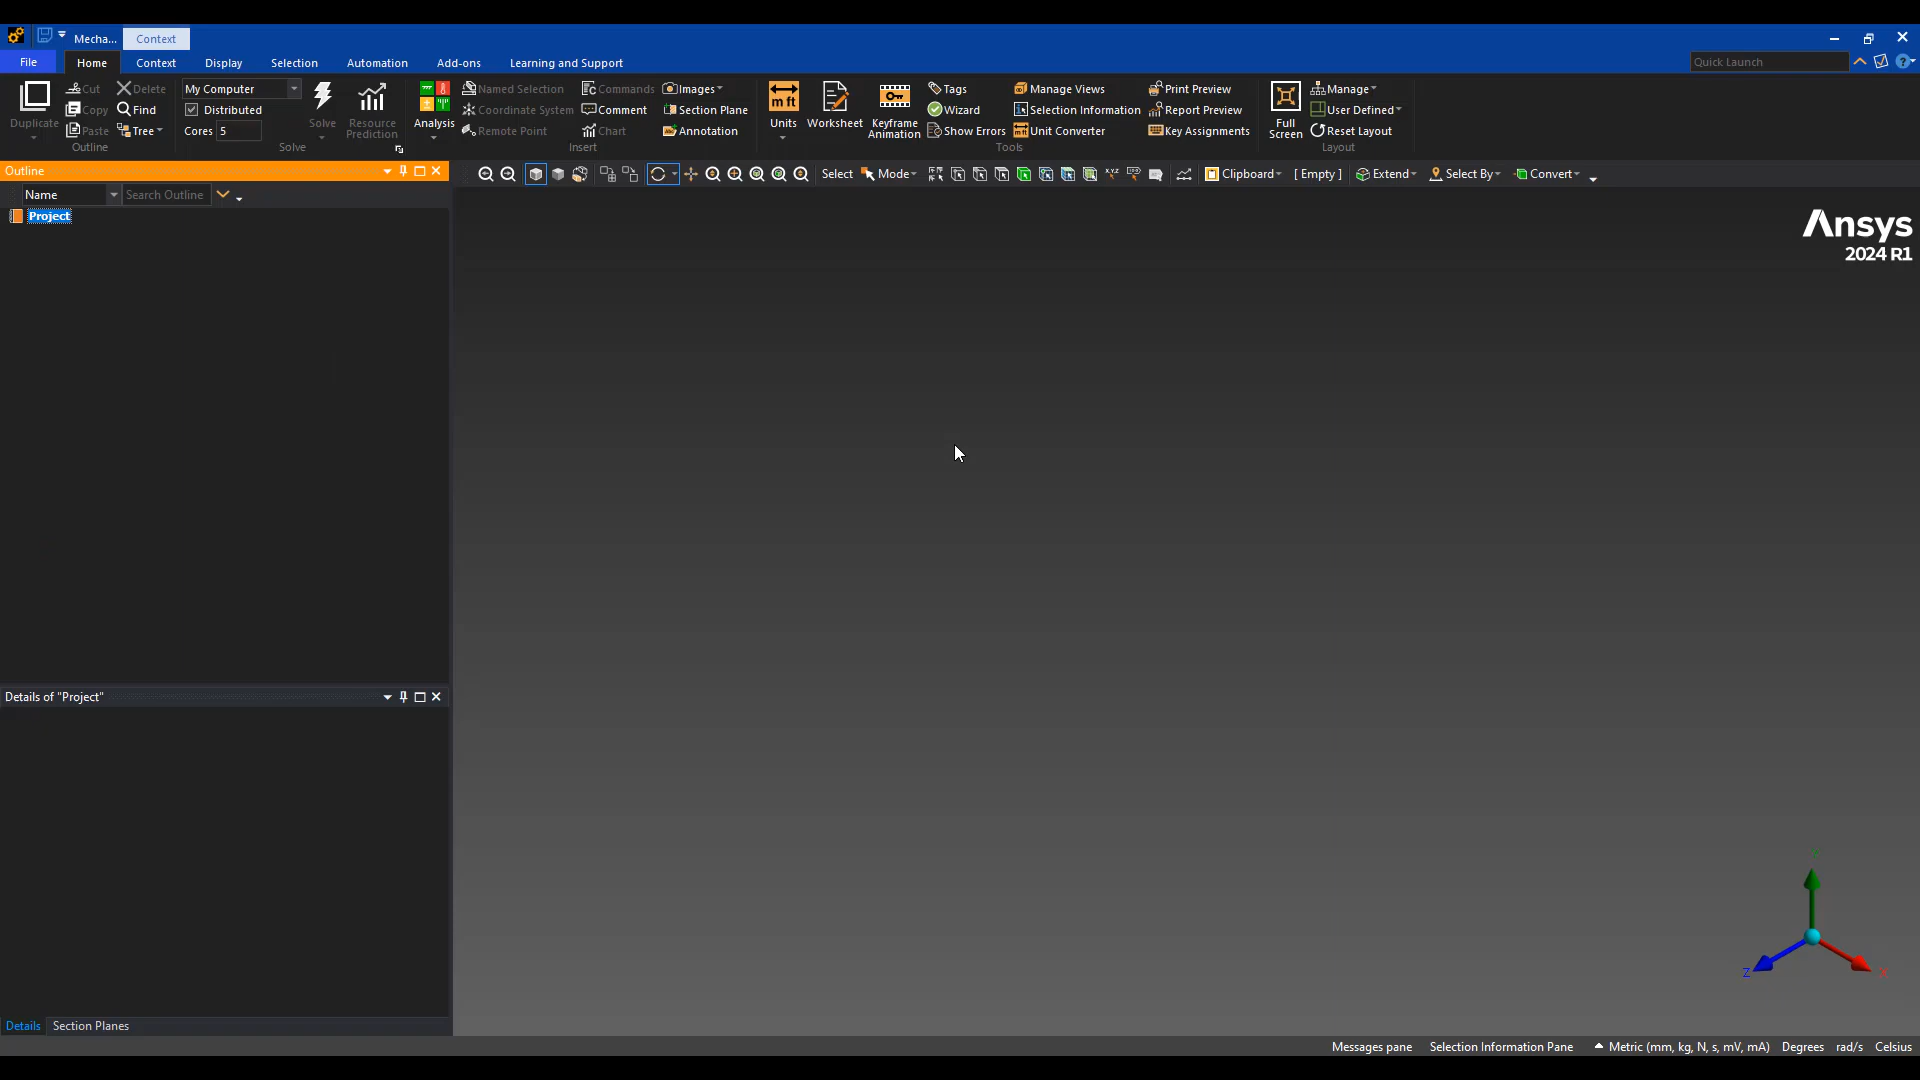 Mecha...
Context
File
Home
Context
Display
Selection
Automation
Add-ons
Learning and Support
Quick Launch
Duplicate
Cut
Copy
Paste
Delete
Find
Tree
Outline
My Computer
Distributed
Cores 5
Solve
Resource
Prediction
Solve
Analysis
Named Selection
Coordinate System
Remote Point
Commands
Comment
Chart
Images
Section Plane
Annotation
Insert
m ft
Units
Worksheet
Keyframe
Animation
Tags
Wizard
Show Errors
Manage Views
Selection Information
Unit Converter
Print Preview
Report Preview
Key Assignments
Tools
Full
Screen
Manage
User Defined
Reset Layout
Layout
Outline
Name
Search Outline
Project
Select
Mode
Clipboard
[ Empty ]
Extend
Select By
Convert
Ansys
2024 R1
Details of "Project"
Details
Section Planes
Y
Z
X
Messages pane
Selection Information Pane
Metric (mm, kg, N, s, mV, mA)
Degrees
rad/s
Celsius